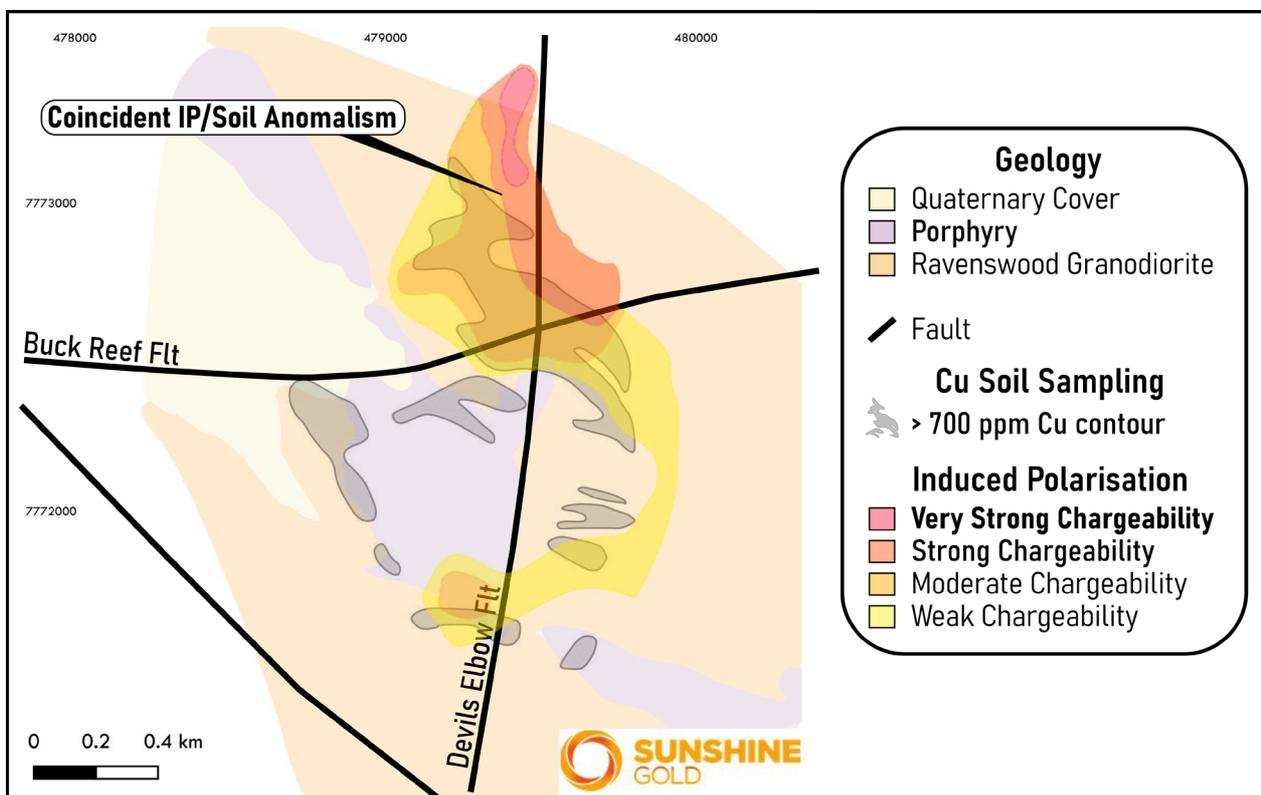 478000
479000
480000
Coincident IP/Soil Anomalism
7773000
Buck Reef Flt
7772000
Devils Elbow Flt
0 0.2 0.4 km
SUNSHINE
GOLD
Geology
Quaternary Cover
Porphyry
Ravenswood Granodiorite
Fault
Cu Soil Sampling
> 700 ppm Cu contour
Induced Polarisation
Very Strong Chargeability
Strong Chargeability
Moderate Chargeability
Weak Chargeability